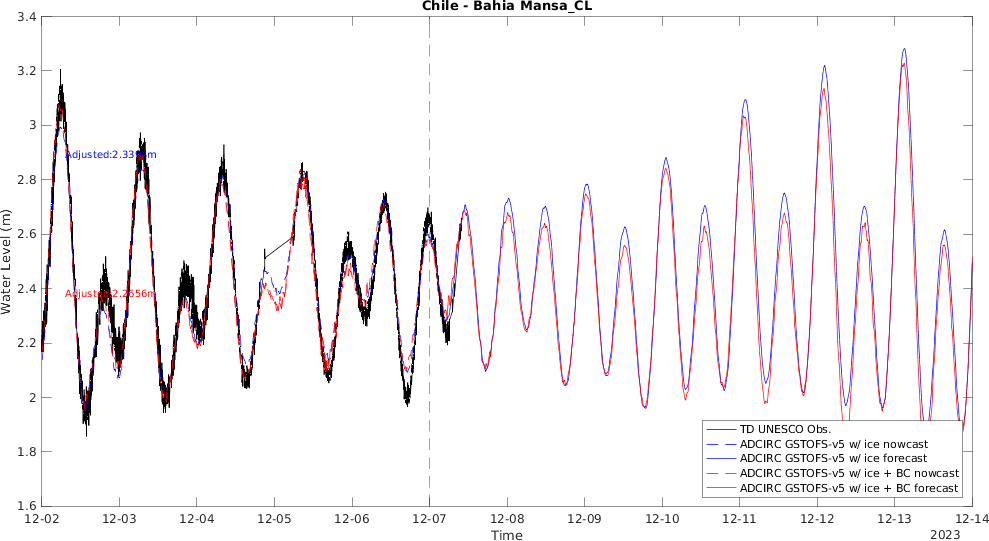 Chile - Bahia Mansa_CL
3.4
3.2
3
2.8
2.6
2.4
2.2
2
1.8
1.6
Water Level (m)
Adjusted:2.2656m
12-02
12-03
12-04
12-05
12-06
12-07
12-08
12-09
12-10
12-11
12-12
12-13
12-14
Time
2023
TD UNESCO Obs.
ADCIRC GSTOFS-v5 w/ ice nowcast
ADCIRC GSTOFS-v5 w/ ice forecast
ADCIRC GSTOFS-v5 w/ ice + BC nowcast
ADCIRC GSTOFS-v5 w/ ice + BC forecast